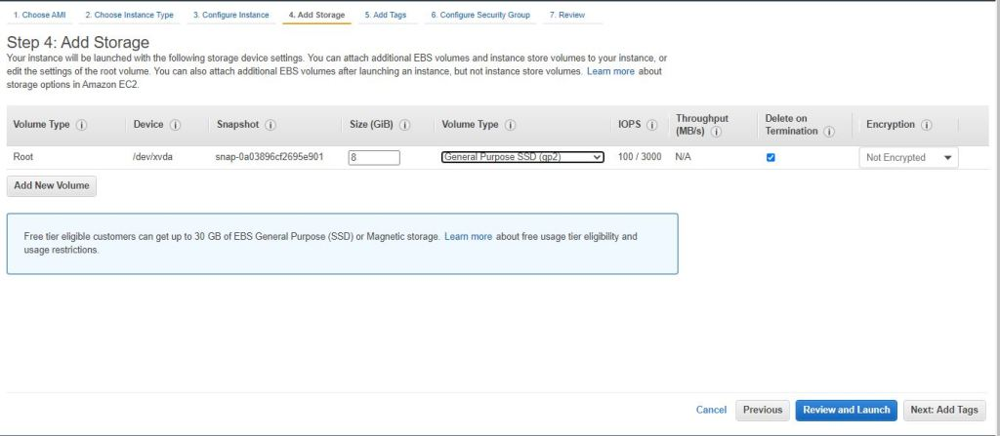 1. Choose AMI 2. Choose Instance Type 3. Configure Instance 4. Add Storage 5. Add Tags 6. Configure Security Group 7. Review
Step 4: Add Storage
Your instance will be launched with the following storage device settings. You can attach additional EBS volumes and instance store volumes to your instance, or
edit the settings of the root volume. You can also attach additional EBS volumes after launching an instance, but not instance store volumes. Learn more about
storage options in Amazon EC2.
Volume Type Device Snapshot Size (GiB) Volume Type IOPS Throughput (MB/s) Delete on Termination Encryption
Root /dev/xvda snap-0a03896cf2695e901 8 General Purpose SSD (gp2) 100 / 3000 N/A Not Encrypted
Add New Volume
Free tier eligible customers can get up to 30 GB of EBS General Purpose (SSD) or Magnetic storage. Learn more about free usage tier eligibility and
usage restrictions.
Cancel Previous Review and Launch Next: Add Tags